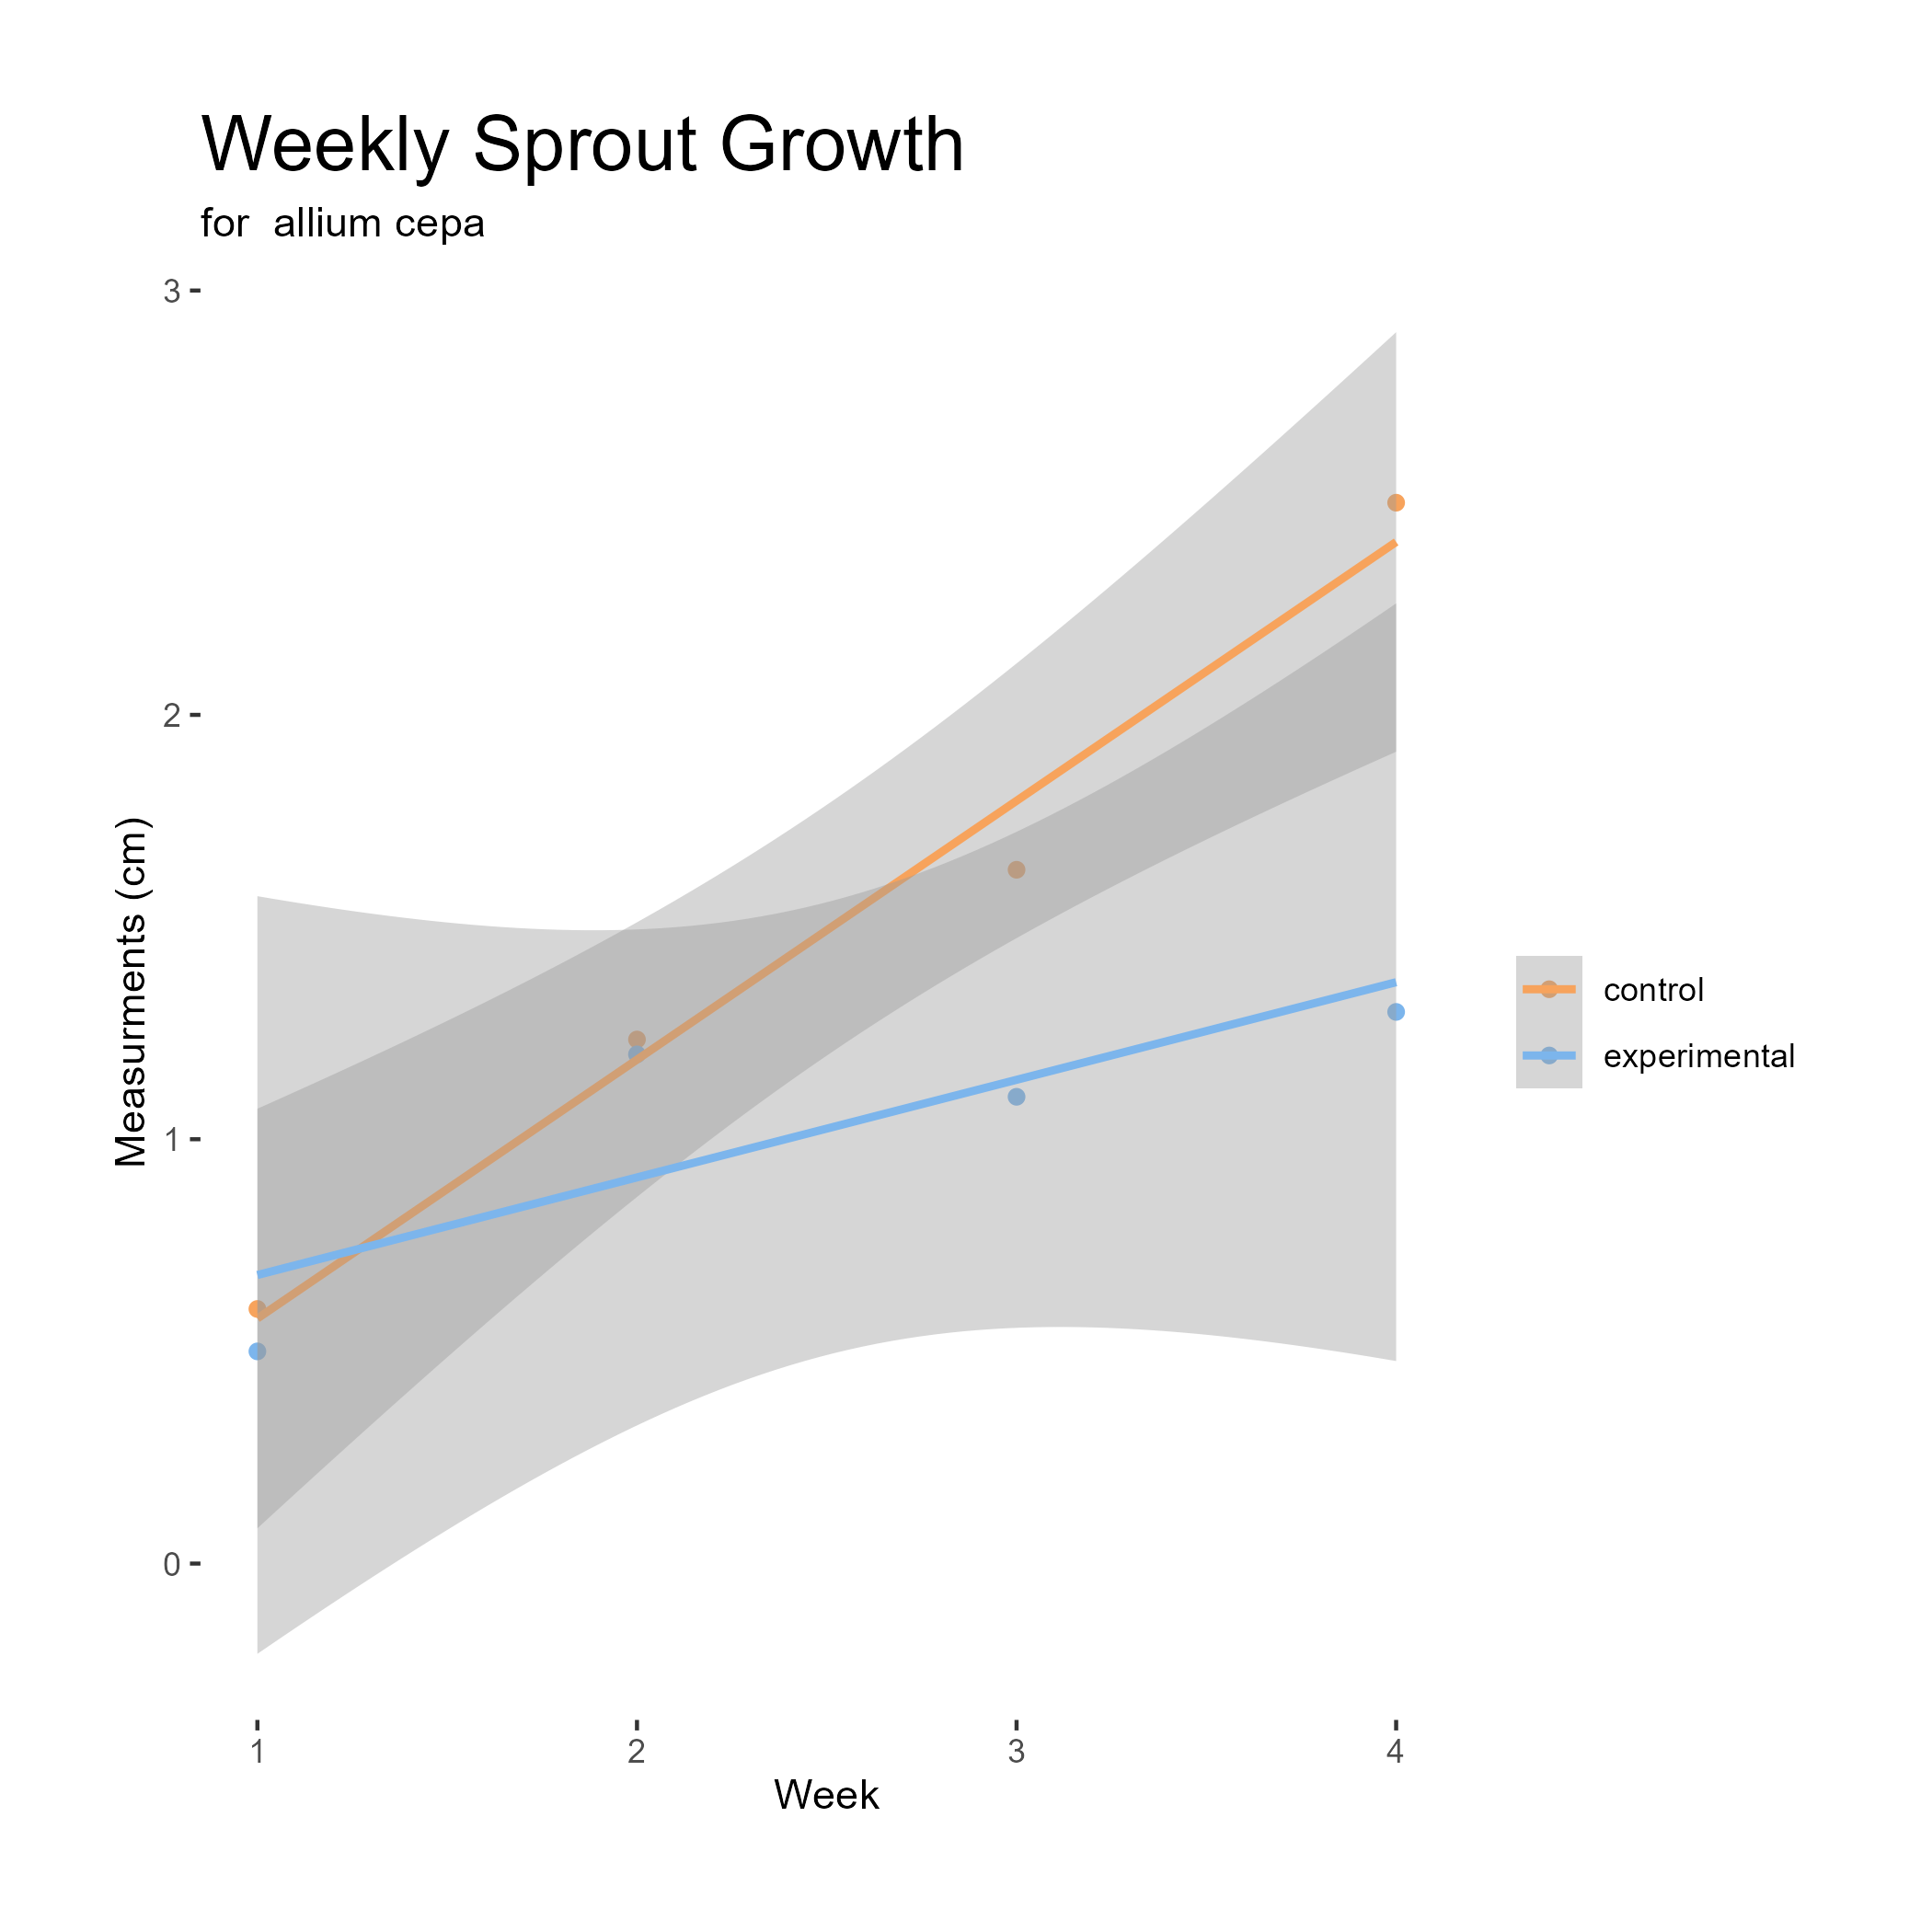 Weekly Sprout Growth
for  allium cepa
3
2
1
0
Measurments (cm)
1 2 3 4
Week
control
experimental